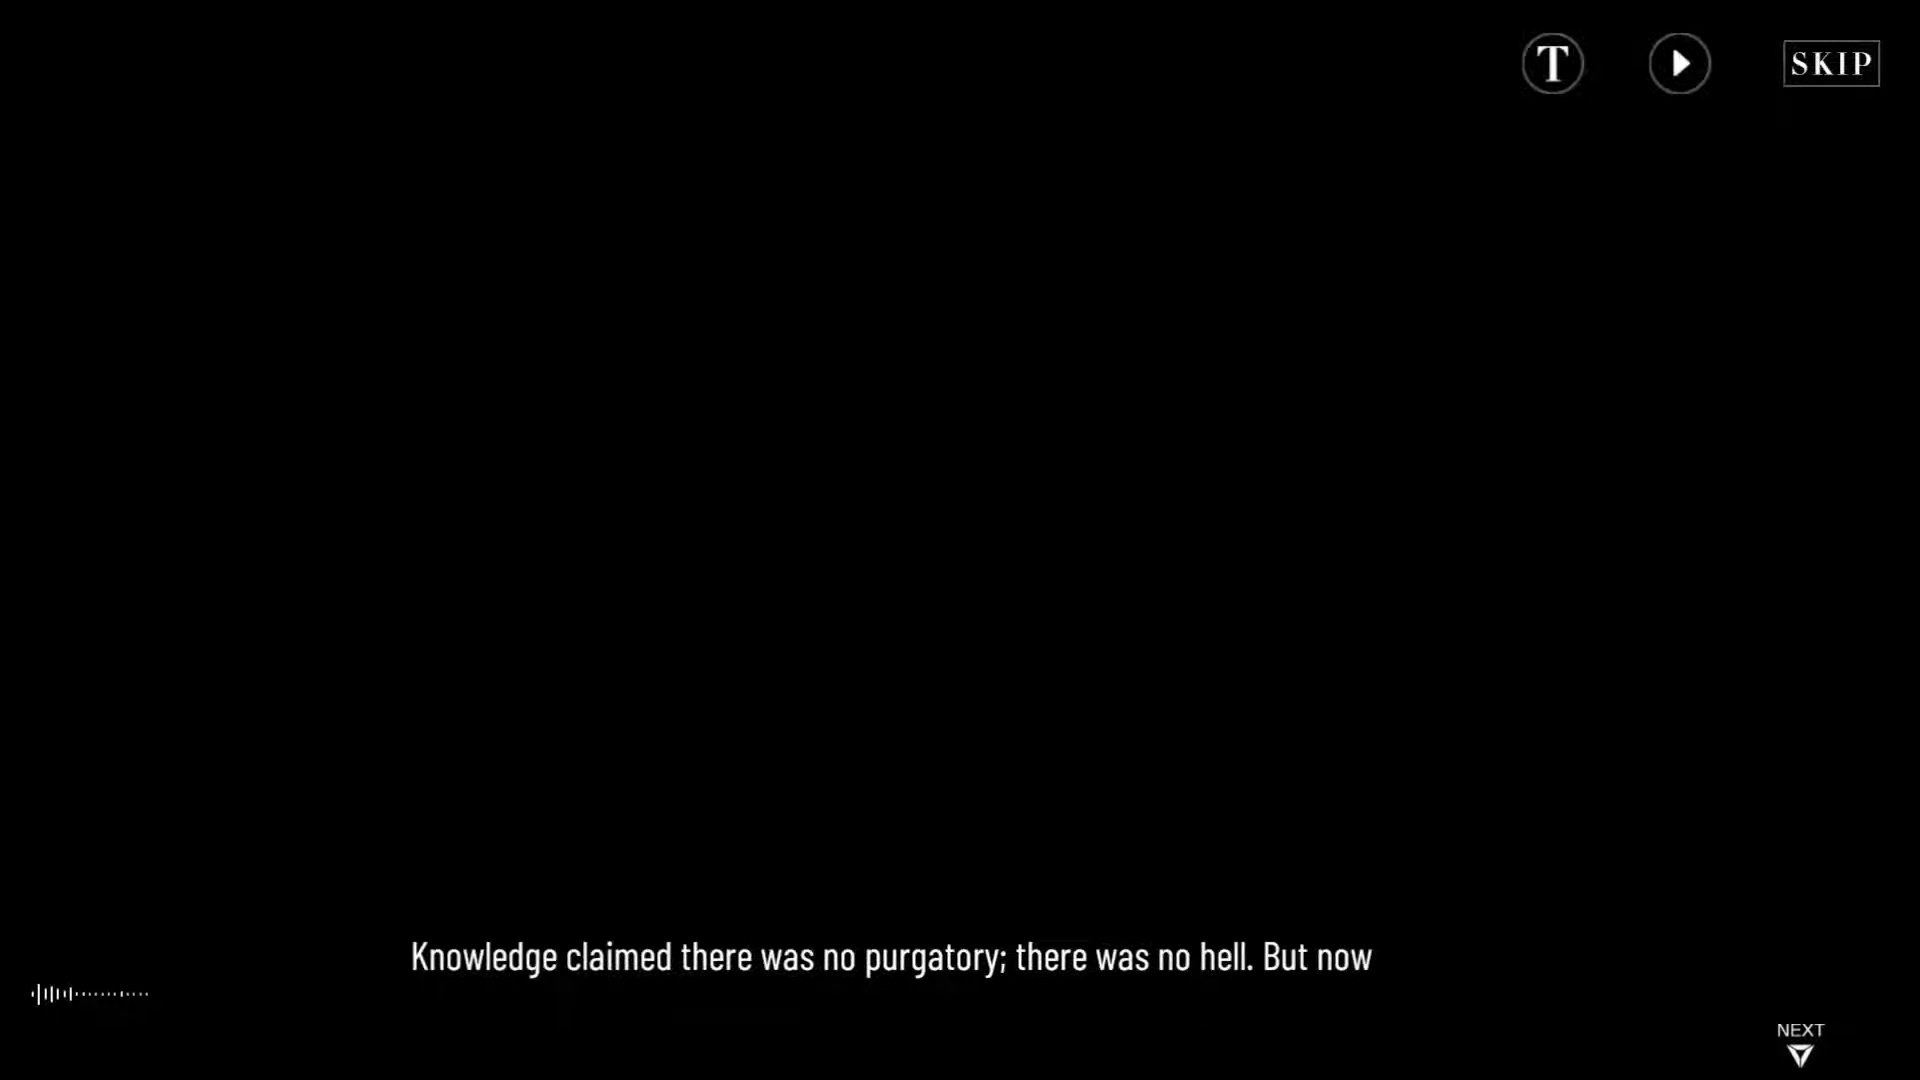 T
SKIP
Knowledge claimed there was no purgatory; there was no hell. But now
NEXT